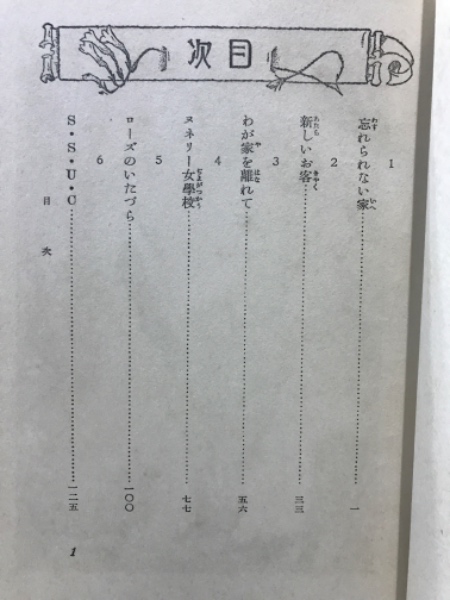 目次
1
忘れられない家……一
2
新しいお客……三三
3
わが家を離れて……五六
4
ヌネリー女學校……七七
5
ローズのいたづら……一〇〇
6
S・S・U・C……一二五
目次
1